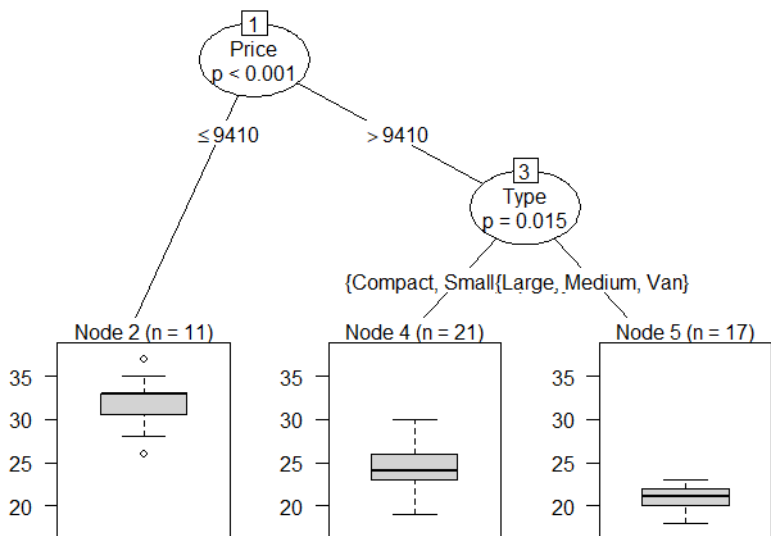 1
Price
p < 0.001
≤ 9410
> 9410
3
Type
p = 0.015
{Compact, Small{Large, Medium, Van}
Node 2 (n = 11)
Node 4 (n = 21)
Node 5 (n = 17)
35
30
25
20
35
30
25
20
35
30
25
20